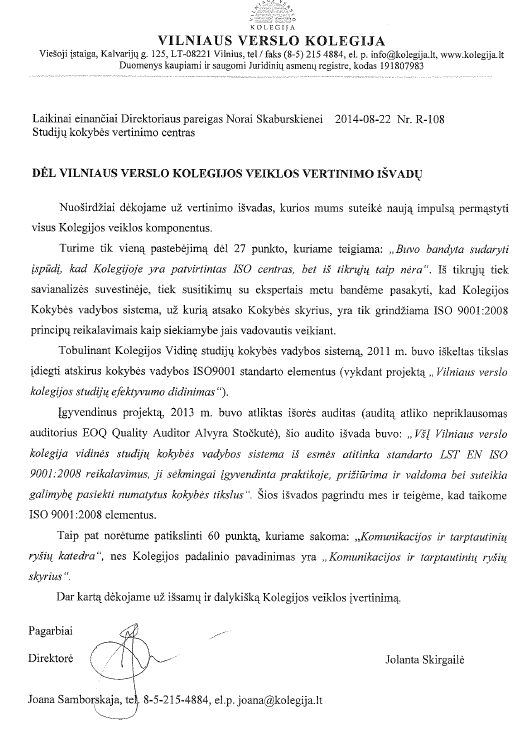 KOLEGIJA
VILNIAUS VERSLO KOLEGIJA
Viešoji įstaiga, Kalvarijų g. 125, LT-08221 Vilnius, tel / faks (8-5) 215 4884, el. p. info@kolegija.lt, www.kolegija.lt
Duomenys kaupiami ir saugomi Juridinių asmenų registre, kodas 191807983
Laikinai einančiai Direktoriaus pareigas Norai Skaburskienei 2014-08-22 Nr. R-108
Studijų kokybės vertinimo centras
DĖL VILNIAUS VERSLO KOLEGIJOS VEIKLOS VERTINIMO IŠVADŲ
Nuoširdžiai dėkojame už vertinimo išvadas, kurios mums suteikė naują impulsą permąstyti
visus Kolegijos veiklos komponentus.
Turime tik vieną pastebėjimą dėl 27 punkto, kuriame teigiama: „Buvo bandyta sudaryti
įspūdį, kad Kolegijoje yra patvirtintas ISO centras, bet iš tikrųjų taip nėra“. Iš tikrųjų tiek
savianalizės suvestinėje, tiek susitikimų su ekspertais metu bandėme pasakyti, kad Kolegijos
Kokybės vadybos sistema, už kurią atsako Kokybės skyrius, yra tik grindžiama ISO 9001:2008
principų reikalavimais kaip siekiamybe jais vadovautis veikiant.
Tobulinant Kolegijos Vidinę studijų kokybės vadybos sistemą, 2011 m. buvo iškeltas tikslas
įdiegti atskirus kokybės vadybos ISO9001 standarto elementus (vykdant projektą „Vilniaus verslo
kolegijos studijų efektyvumo didinimas“).
Įgyvendinus projektą, 2013 m. buvo atliktas išorės auditas (auditą atliko nepriklausomas
auditorius EOQ Quality Auditor Alvyra Stočkutė), šio audito išvada buvo: „VšĮ Vilniaus verslo
kolegija vidinės studijų kokybės vadybos sistema iš esmės atitinka standarto LST EN ISO
9001:2008 reikalavimus, ji sėkmingai įgyvendinta praktikoje, prižiūrima ir valdoma bei suteikia
galimybę pasiekti numatytus kokybės tikslus“. Šios išvados pagrindu mes ir teigėme, kad taikome
ISO 9001:2008 elementus.
Taip pat norėtume patikslinti 60 punktą, kuriame sakoma: „Komunikacijos ir tarptautinių
ryšių katedra“, nes Kolegijos padalinio pavadinimas yra „Komunikacijos ir tarptautinių ryšių
skyrius“.
Dar kartą dėkojame už išsamų ir dalykišką Kolegijos veiklos įvertinimą.
Pagarbiai
Direktorė Jolanta Skirgailė
Joana Samborskaja, tel. 8-5-215-4884, el.p. joana@kolegija.lt